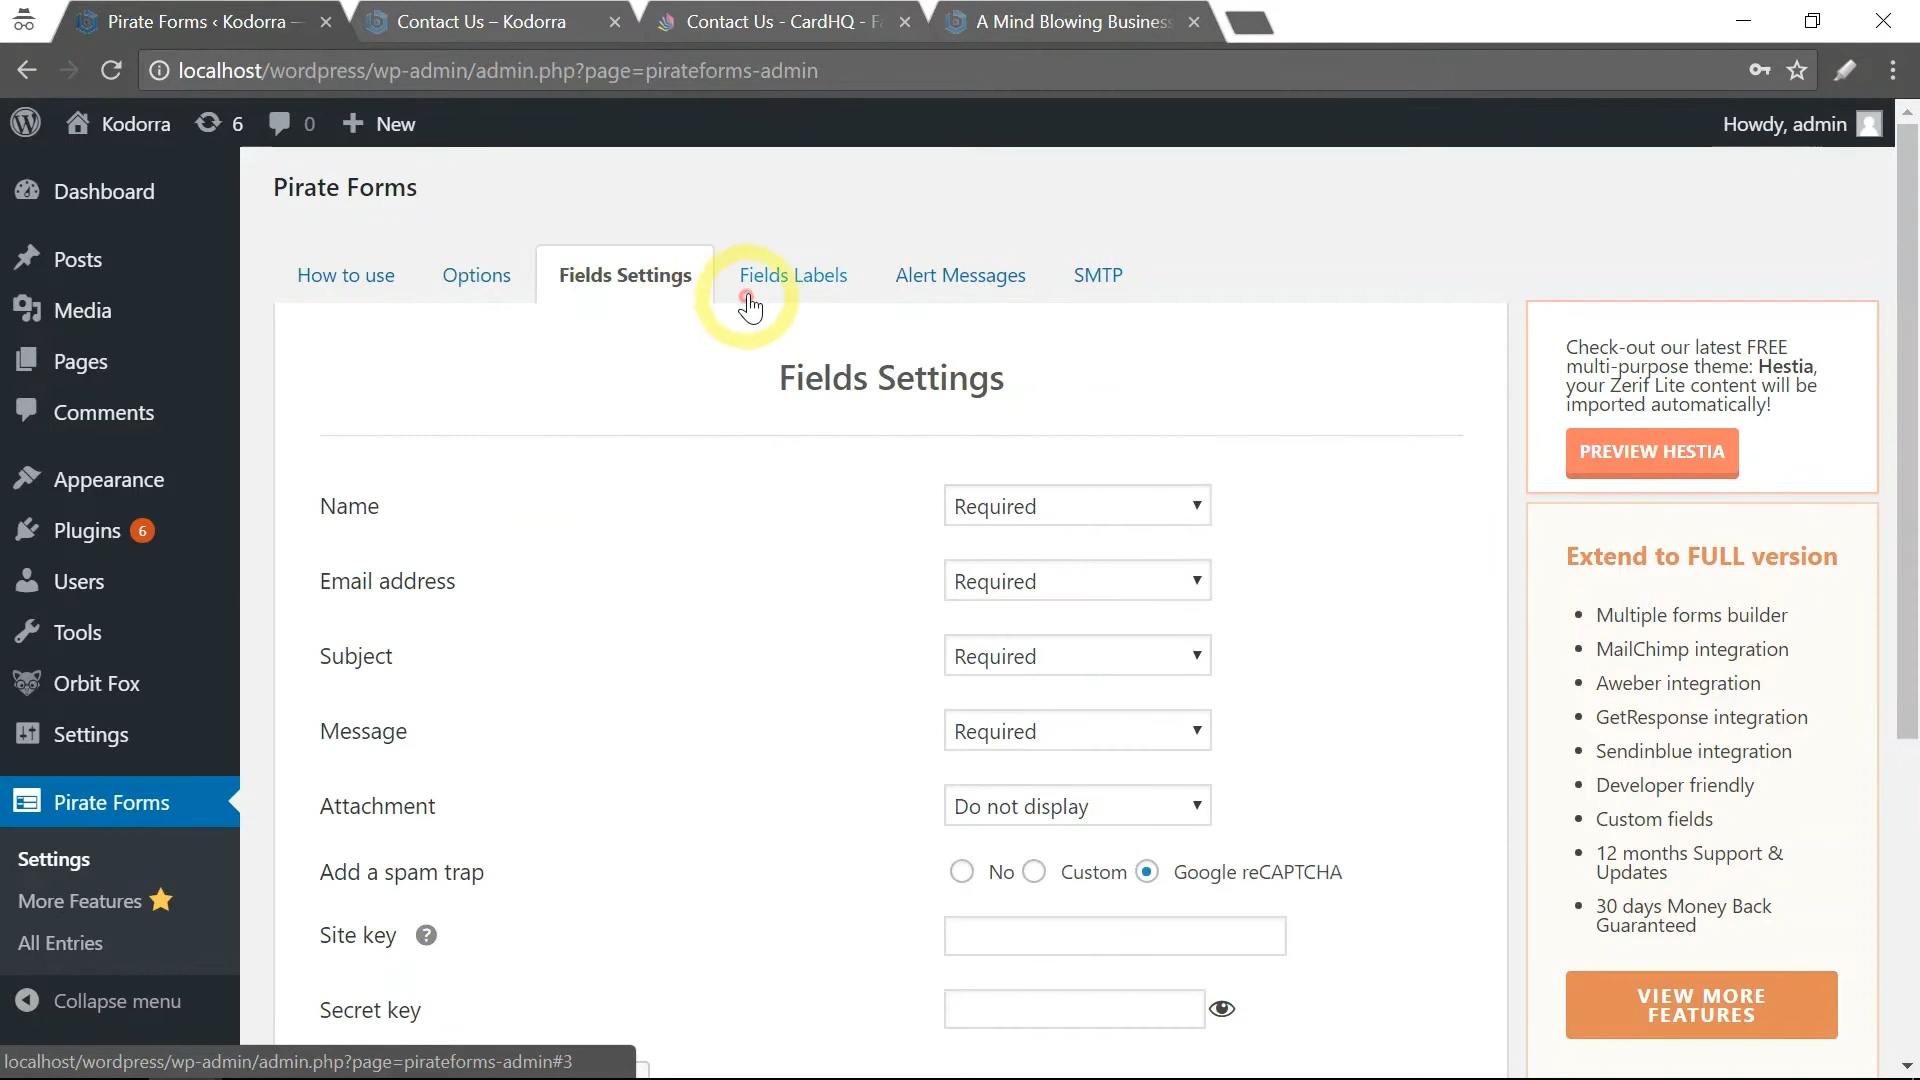 Pirate Forms ‹ Kodorra —
Contact Us – Kodorra
Contact Us - CardHQ - Fa
A Mind Blowing Business
localhost/wordpress/wp-admin/admin.php?page=pirateforms-admin
Kodorra
6
0
New
Howdy, admin
Dashboard
Posts
Media
Pages
Comments
Appearance
Plugins 6
Users
Tools
Orbit Fox
Settings
Pirate Forms
Settings
More Features
All Entries
Collapse menu
Pirate Forms
How to use
Options
Fields Settings
Fields Labels
Alert Messages
SMTP
Fields Settings
Name
Required
Email address
Required
Subject
Required
Message
Required
Attachment
Do not display
Add a spam trap
No
Custom
Google reCAPTCHA
Site key ?
Secret key
Check-out our latest FREE
multi-purpose theme: Hestia,
your Zerif Lite content will be
imported automatically!
PREVIEW HESTIA
Extend to FULL version
Multiple forms builder
MailChimp integration
Aweber integration
GetResponse integration
Sendinblue integration
Developer friendly
Custom fields
12 months Support &
Updates
30 days Money Back
Guaranteed
VIEW MORE
FEATURES
localhost/wordpress/wp-admin/admin.php?page=pirateforms-admin#3